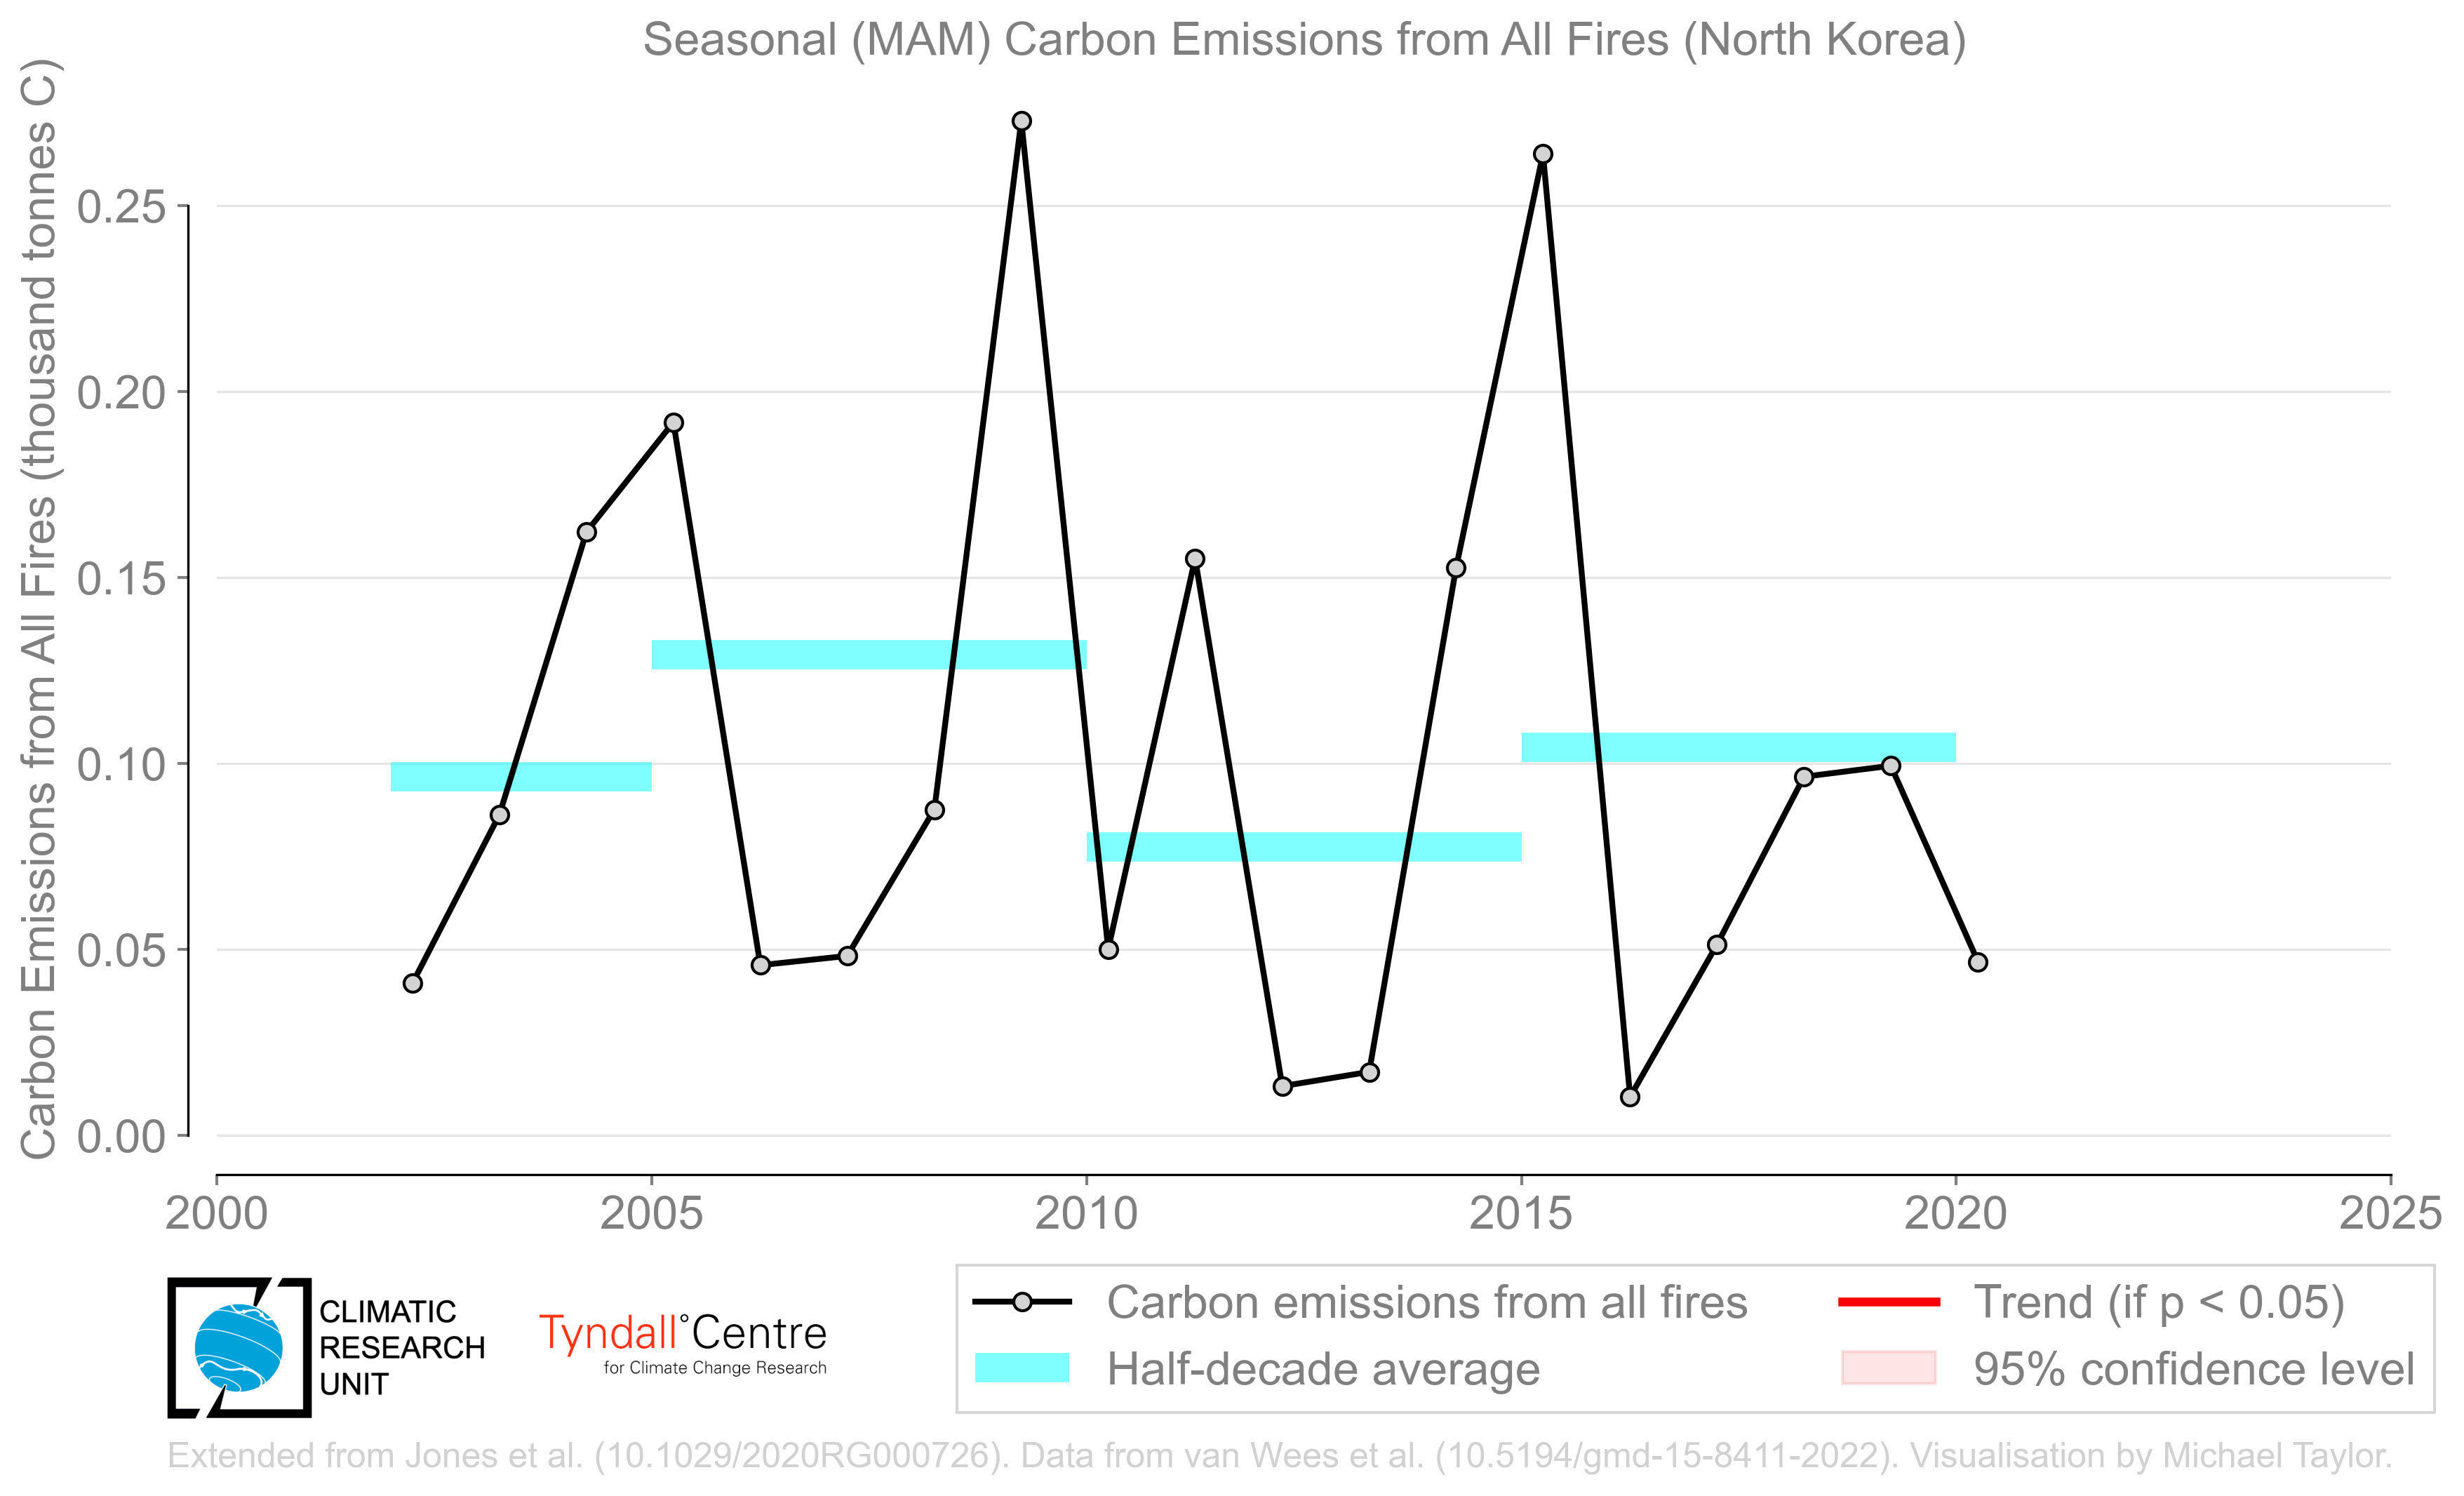 Seasonal (MAM) Carbon Emissions from All Fires (North Korea)
Carbon Emissions from All Fires (thousand tonnes C)
0.25
0.20
0.15
0.10
0.05
0.00
2000 2005 2010 2015 2020 2025
CLIMATIC
RESEARCH
UNIT
Tyndall°Centre
for Climate Change Research
Carbon emissions from all fires
Half-decade average
Trend (if p < 0.05)
95% confidence level
Extended from Jones et al. (10.1029/2020RG000726). Data from van Wees et al. (10.5194/gmd-15-8411-2022). Visualisation by Michael Taylor.